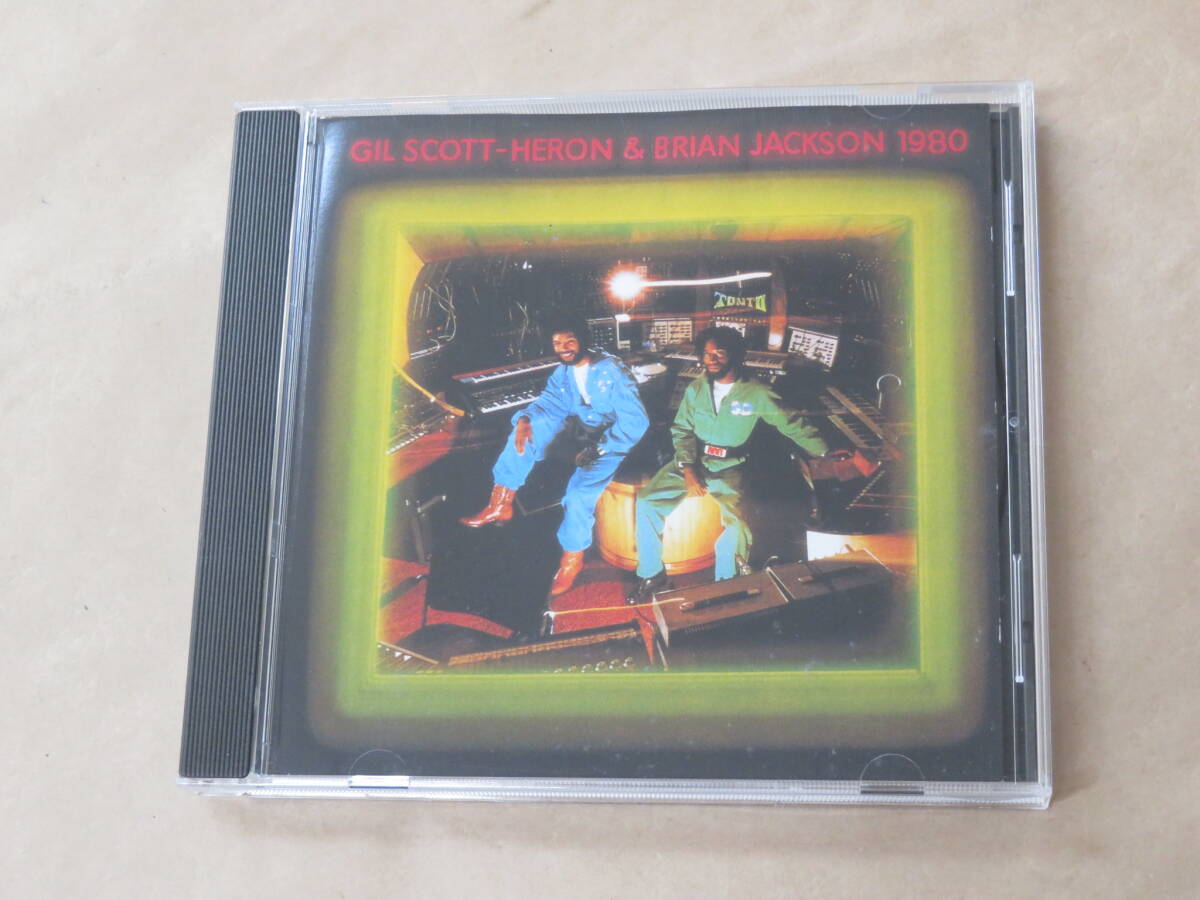 GIL SCOTT-HERON & BRIAN JACKSON 1980
TONTO